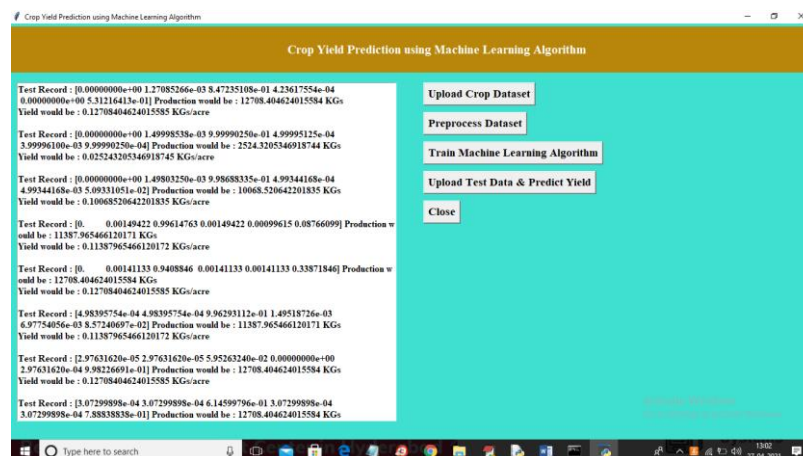 Crop Yield Prediction using Machine Learning Algorithm
Crop Yield Prediction using Machine Learning Algorithm
Test Record : [0.00000000e+00 1.27085266e-03 8.47235108e-01 4.23617554e-04
0.00000000e+00 5.31216413e-01] Production would be : 12708.404624015584 KGs
Yield would be : 0.12708404624015585 KGs/acre
Test Record : [0.00000000e+00 1.49998538e-03 9.99990250e-01 4.99995125e-04
3.99996100e-03 9.99990250e-04] Production would be : 2524.3205346918744 KGs
Yield would be : 0.025243205346918745 KGs/acre
Test Record : [0.00000000e+00 1.49803250e-03 9.98688335e-01 4.99344168e-04
4.99344168e-03 5.09331051e-02] Production would be : 10068.520642201835 KGs
Yield would be : 0.10068520642201835 KGs/acre
Test Record : [0. 0.00149422 0.99614763 0.00149422 0.00099615 0.08766099] Production w
ould be : 11387.965466120171 KGs
Yield would be : 0.11387965466120172 KGs/acre
Test Record : [0. 0.00141133 0.9408846 0.00141133 0.00141133 0.33871846] Production w
ould be : 12708.404624015584 KGs
Yield would be : 0.12708404624015585 KGs/acre
Test Record : [4.98395754e-04 4.98395754e-04 9.96293112e-01 1.49518726e-03
6.97754056e-03 8.57240697e-02] Production would be : 11387.965466120171 KGs
Yield would be : 0.11387965466120172 KGs/acre
Test Record : [2.97631620e-05 2.97631620e-05 5.95263240e-02 0.00000000e+00
2.97631620e-04 9.98226691e-01] Production would be : 12708.404624015584 KGs
Yield would be : 0.12708404624015585 KGs/acre
Test Record : [3.07299898e-04 3.07299898e-04 6.14599796e-01 3.07299898e-04
3.07299898e-04 7.88838838e-01] Production would be : 12708.404624015584 KGs
Upload Crop Dataset
Preprocess Dataset
Train Machine Learning Algorithm
Upload Test Data & Predict Yield
Close
Type here to search
13:02